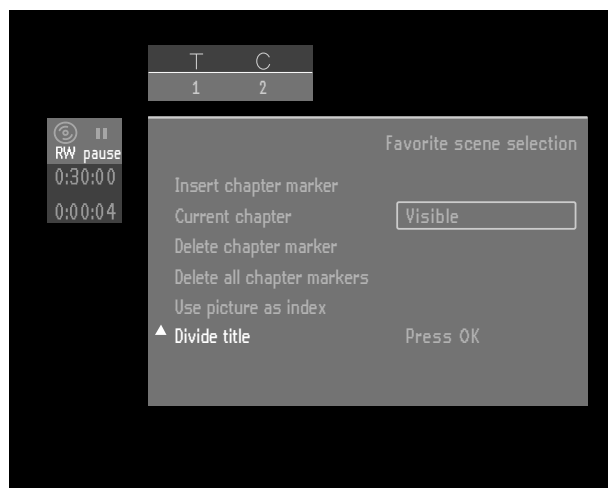 T C
1 2
RW pause
0:30:00
0:00:04
Favorite scene selection
Insert chapter marker
Current chapter Visible
Delete chapter marker
Delete all chapter markers
Use picture as index
Divide title Press OK